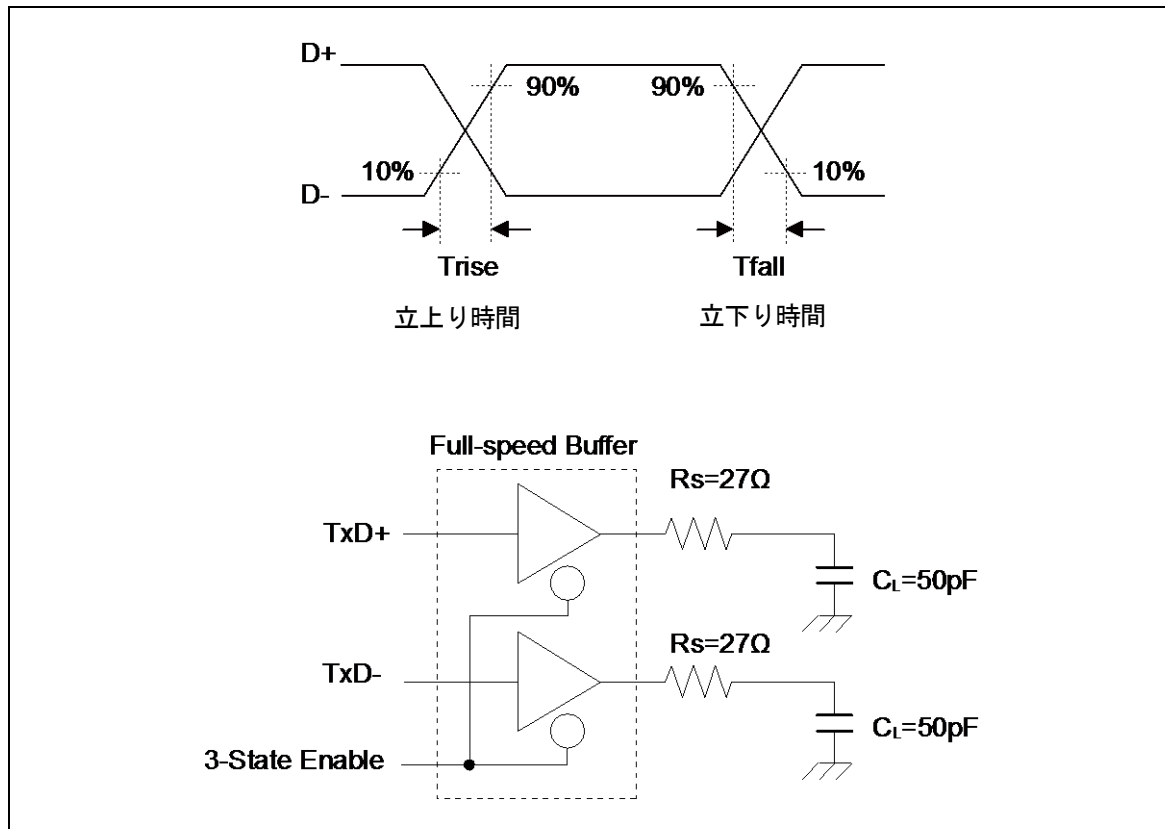 D+
90%
90%
10%
10%
D-
Trise
Tfall
立上り時間
立下り時間
Full-speed Buffer
Rs=27Ω
TxD+
CL=50pF
Rs=27Ω
TxD-
CL=50pF
3-State Enable